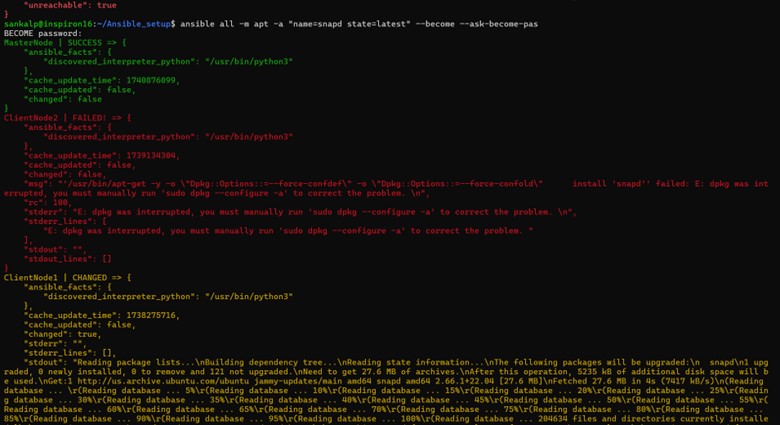 "unreachable": true
}
sankalp@inspiron16:~/Ansible_setup$ ansible all -m apt -a "name=snapd state=latest" --become --ask-become-pas
BECOME password:
MasterNode | SUCCESS => {
    "ansible_facts": {
        "discovered_interpreter_python": "/usr/bin/python3"
    },
    "cache_update_time": 1740876099,
    "cache_updated": false,
    "changed": false
}
ClientNode2 | FAILED! => {
    "ansible_facts": {
        "discovered_interpreter_python": "/usr/bin/python3"
    },
    "cache_update_time": 1739134304,
    "cache_updated": false,
    "changed": false,
    "msg": "'/usr/bin/apt-get -y -o \"Dpkg::Options::=--force-confdef\" -o \"Dpkg::Options::=--force-confold\"      install 'snapd'' failed: E: dpkg was int
errupted, you must manually run 'sudo dpkg --configure -a' to correct the problem. \n",
    "rc": 100,
    "stderr": "E: dpkg was interrupted, you must manually run 'sudo dpkg --configure -a' to correct the problem. \n",
    "stderr_lines": [
        "E: dpkg was interrupted, you must manually run 'sudo dpkg --configure -a' to correct the problem. "
    ],
    "stdout": "",
    "stdout_lines": []
}
ClientNode1 | CHANGED => {
    "ansible_facts": {
        "discovered_interpreter_python": "/usr/bin/python3"
    },
    "cache_update_time": 1738275716,
    "cache_updated": false,
    "changed": true,
    "stderr": "",
    "stderr_lines": [],
    "stdout": "Reading package lists...\nBuilding dependency tree...\nReading state information...\nThe following packages will be upgraded:\n  snapd\n1 upg
raded, 0 newly installed, 0 to remove and 121 not upgraded.\nNeed to get 27.6 MB of archives.\nAfter this operation, 5235 kB of additional disk space will b
e used.\nGet:1 http://us.archive.ubuntu.com/ubuntu jammy-updates/main amd64 snapd amd64 2.66.1+22.04 [27.6 MB]\nFetched 27.6 MB in 4s (7417 kB/s)\n(Reading
database ... \r(Reading database ... 5%\r(Reading database ... 10%\r(Reading database ... 15%\r(Reading database ... 20%\r(Reading database ... 25%\r(Readin
g database ... 30%\r(Reading database ... 35%\r(Reading database ... 40%\r(Reading database ... 45%\r(Reading database ... 50%\r(Reading database ... 55%\r(
Reading database ... 60%\r(Reading database ... 65%\r(Reading database ... 70%\r(Reading database ... 75%\r(Reading database ... 80%\r(Reading database ...
85%\r(Reading database ... 90%\r(Reading database ... 95%\r(Reading database ... 100%\r(Reading database ... 204634 files and directories currently installe